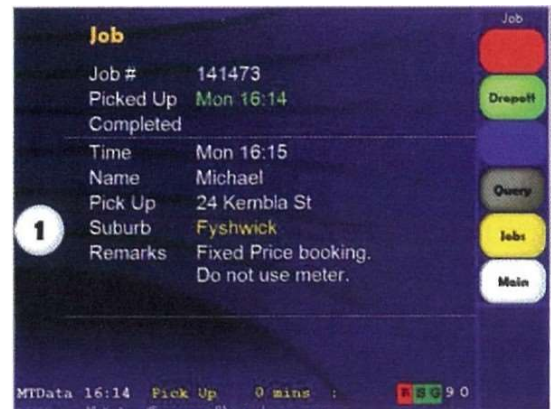 Job
Job
Job # 141473
Picked Up Mon 16:14
Completed
Time Mon 16:15
Name Michael
Pick Up 24 Kembla St
Suburb Fyshwick
Remarks Fixed Price booking.
Do not use meter.
1
Dropoff
Query
Jobs
Main
MTData 16:14 Pick Up 0 mins : R S G 9 0